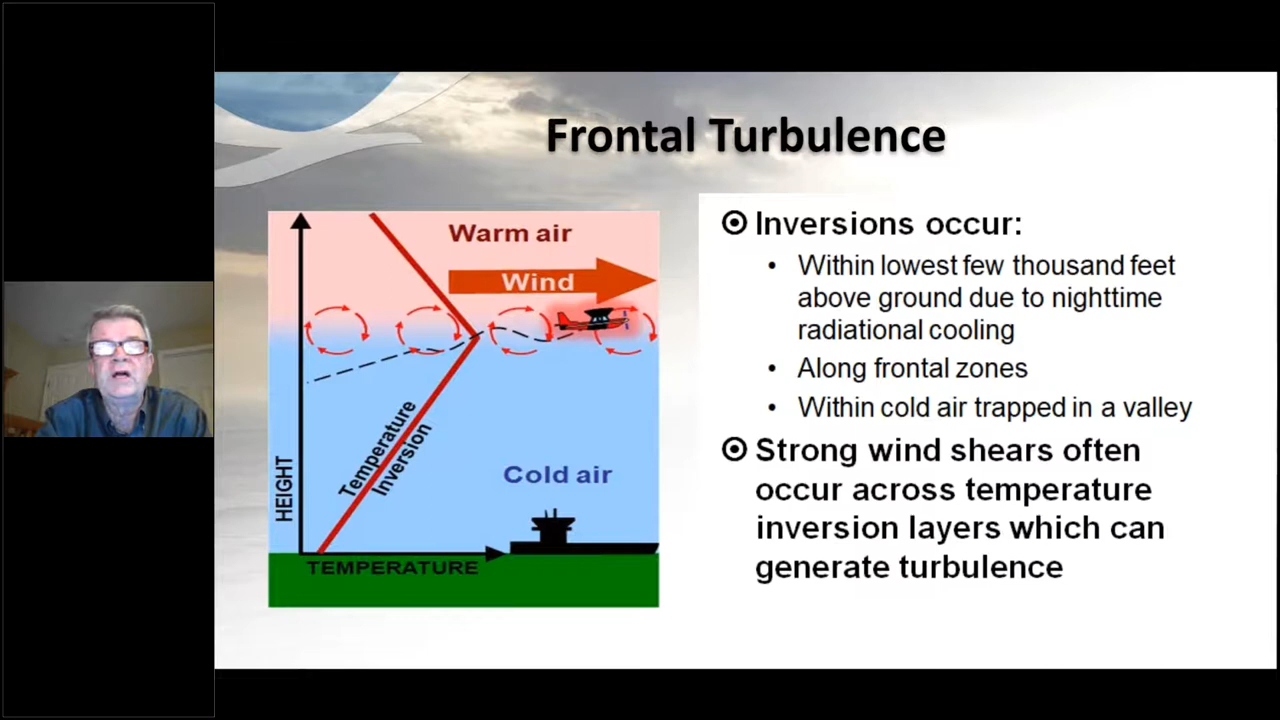 Frontal Turbulence
Warm air
Wind
Temperature
Inversion
Cold air
HEIGHT
TEMPERATURE
Inversions occur:
• Within lowest few thousand feet
above ground due to nighttime
radiational cooling
• Along frontal zones
• Within cold air trapped in a valley
Strong wind shears often
occur across temperature
inversion layers which can
generate turbulence